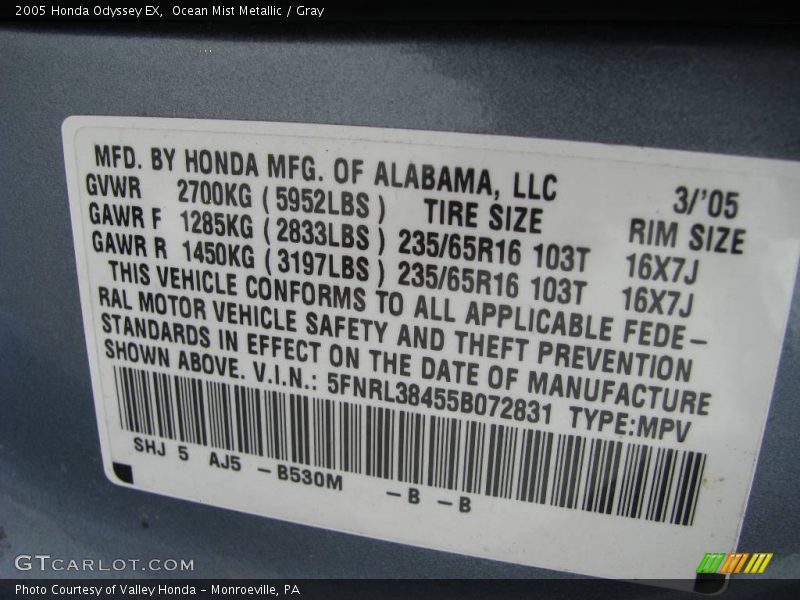 2005 Honda Odyssey EX, Ocean Mist Metallic / Gray
MFD. BY HONDA MFG. OF ALABAMA, LLC 3/'05
GVWR 2700KG ( 5952LBS ) TIRE SIZE RIM SIZE
GAWR F 1285KG ( 2833LBS ) 235/65R16 103T 16X7J
GAWR R 1450KG ( 3197LBS ) 235/65R16 103T 16X7J
THIS VEHICLE CONFORMS TO ALL APPLICABLE FEDE-
RAL MOTOR VEHICLE SAFETY AND THEFT PREVENTION
STANDARDS IN EFFECT ON THE DATE OF MANUFACTURE
SHOWN ABOVE. V.I.N.: 5FNRL38455B072831 TYPE:MPV
SHJ 5 AJ5 - B530M - B - B
GTCARLOT.COM
Photo Courtesy of Valley Honda - Monroeville, PA